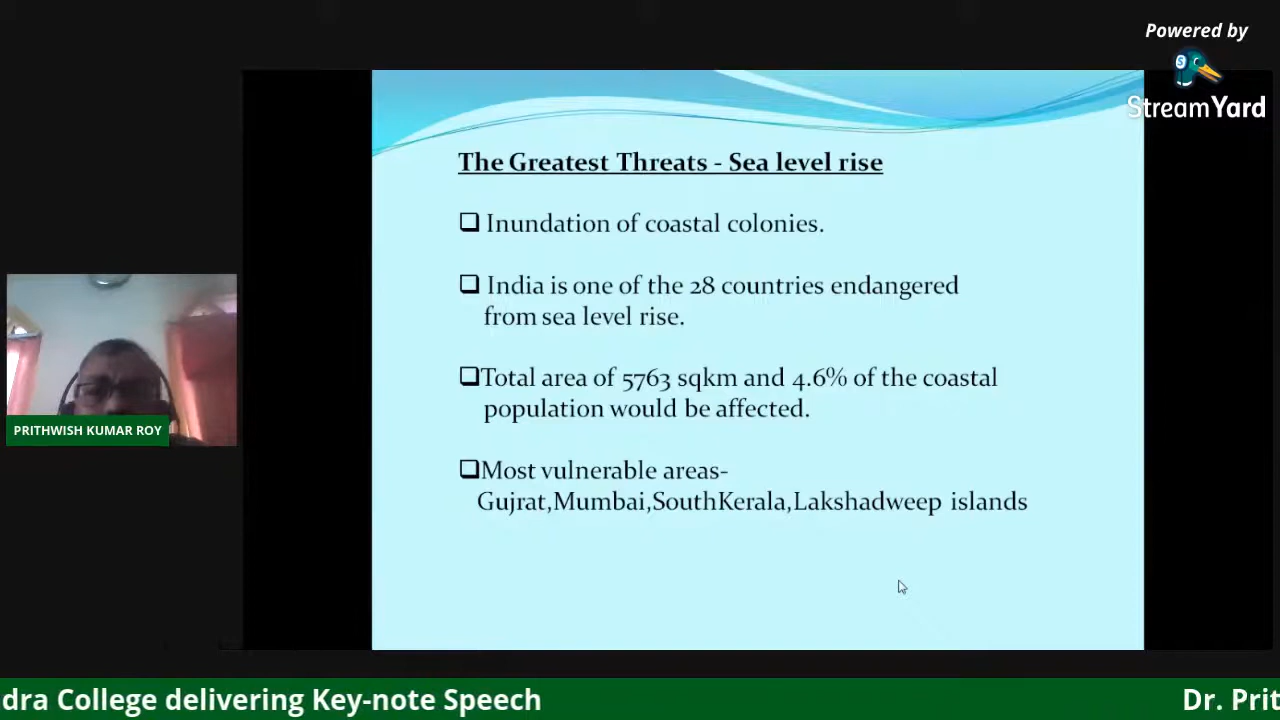 Powered by
StreamYard
The Greatest Threats - Sea level rise
Inundation of coastal colonies.
India is one of the 28 countries endangered
from sea level rise.
Total area of 5763 sqkm and 4.6% of the coastal
population would be affected.
Most vulnerable areas-
Gujrat,Mumbai,SouthKerala,Lakshadweep islands
PRITHWISH KUMAR ROY
dra College delivering Key-note Speech
Dr. Prit